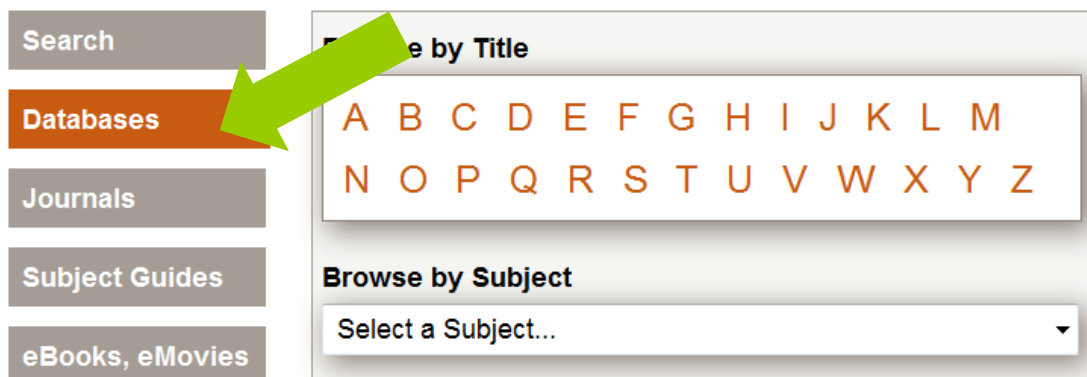 Search
Databases
Journals
Subject Guides
eBooks, eMovies
e by Title
A B C D E F G H I J K L M
N O P Q R S T U V W X Y Z
Browse by Subject
Select a Subject...